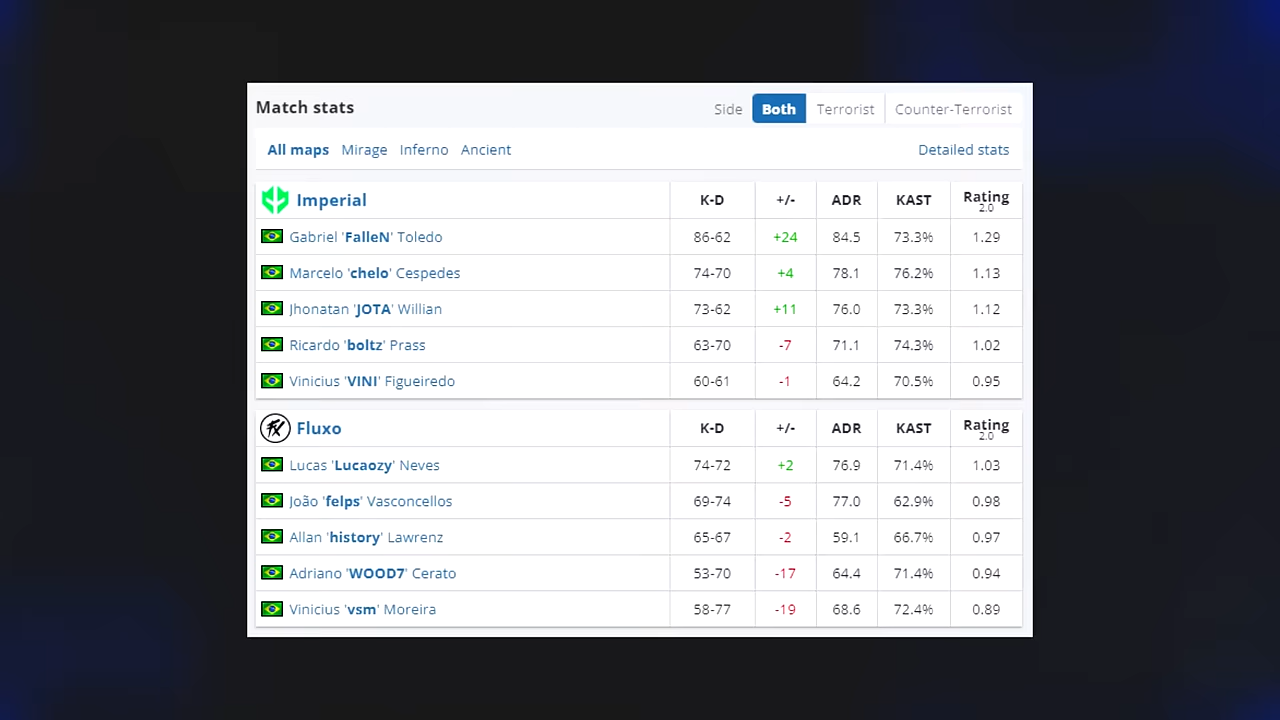 Match stats Side Both Terrorist Counter-Terrorist
All maps Mirage Inferno Ancient Detailed stats
Imperial K-D +/- ADR KAST Rating 2.0
Gabriel 'FalleN' Toledo 86-62 +24 84.5 73.3% 1.29
Marcelo 'chelo' Cespedes 74-70 +4 78.1 76.2% 1.13
Jhonatan 'JOTA' Willian 73-62 +11 76.0 73.3% 1.12
Ricardo 'boltz' Prass 63-70 -7 71.1 74.3% 1.02
Vinicius 'VINI' Figueiredo 60-61 -1 64.2 70.5% 0.95
Fluxo K-D +/- ADR KAST Rating 2.0
Lucas 'Lucaozy' Neves 74-72 +2 76.9 71.4% 1.03
João 'felps' Vasconcellos 69-74 -5 77.0 62.9% 0.98
Allan 'history' Lawrenz 65-67 -2 59.1 66.7% 0.97
Adriano 'WOOD7' Cerato 53-70 -17 64.4 71.4% 0.94
Vinicius 'vsm' Moreira 58-77 -19 68.6 72.4% 0.89